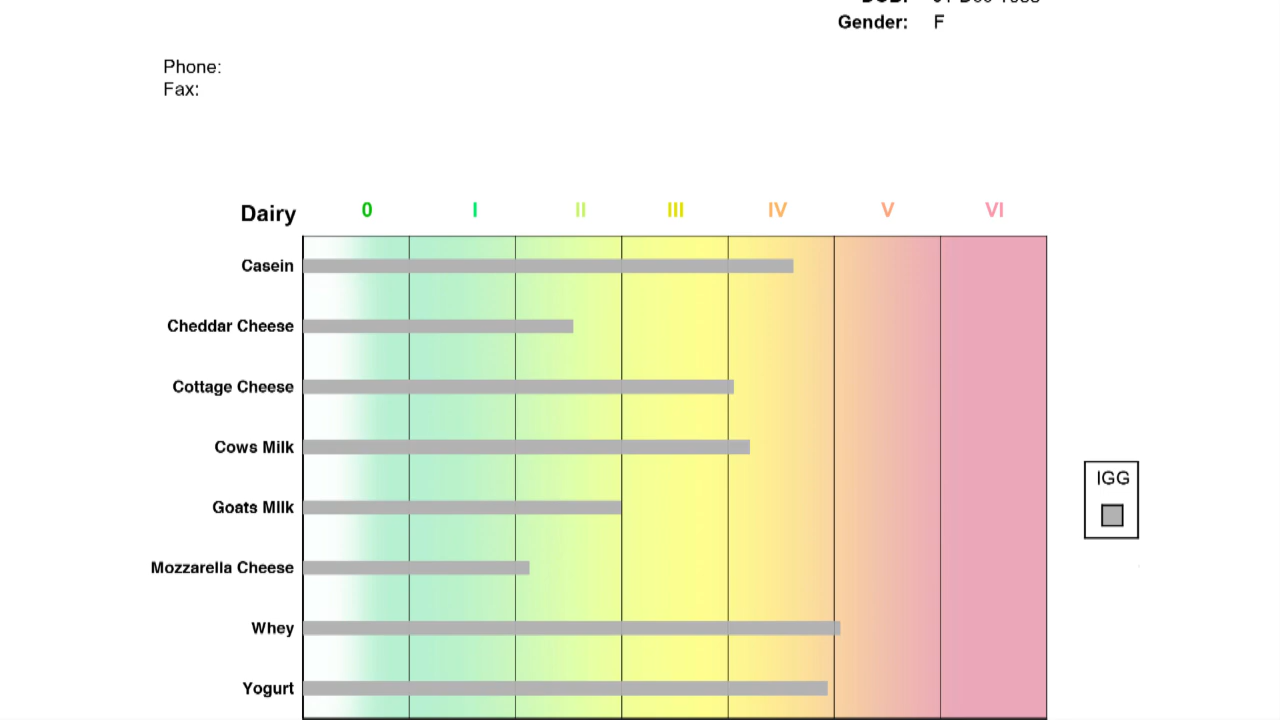 Gender: F
Phone:
Fax:
Dairy 0 I II III IV V VI
Casein
Cheddar Cheese
Cottage Cheese
Cows Milk
IGG
Goats MIlk
Mozzarella Cheese
Whey
Yogurt